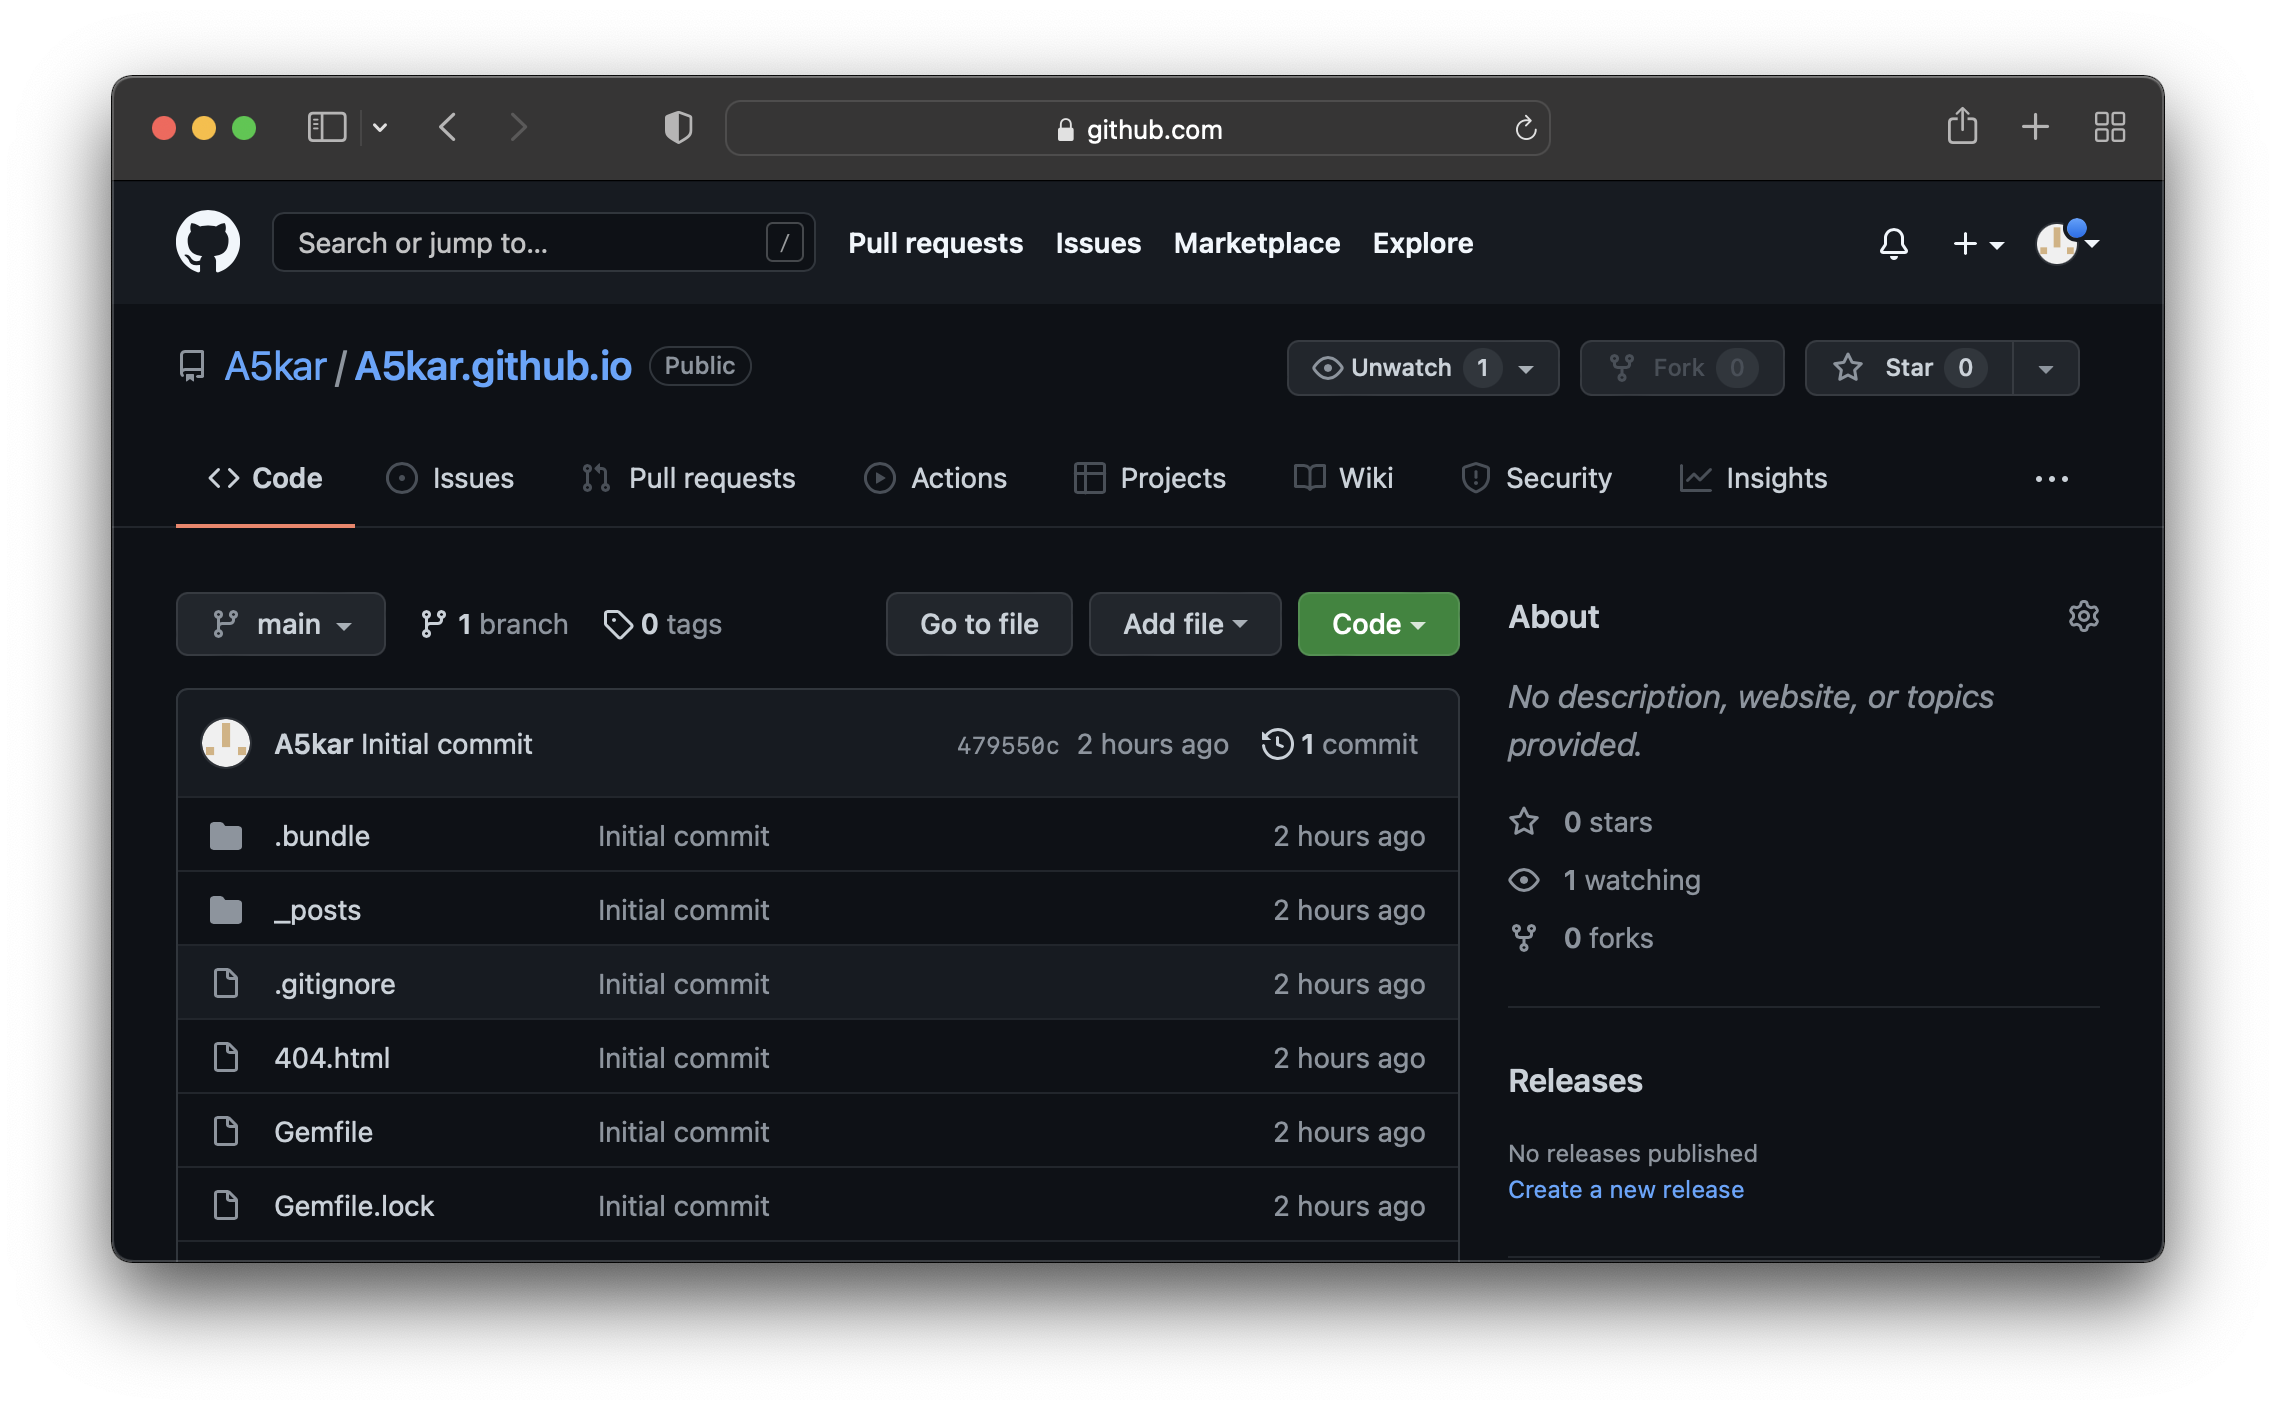 github.com
Search or jump to... /
Pull requests Issues Marketplace Explore
A5kar / A5kar.github.io Public
Unwatch 1 Fork 0 Star 0
Code Issues Pull requests Actions Projects Wiki Security Insights
main 1 branch 0 tags Go to file Add file Code
A5kar Initial commit 479550c 2 hours ago 1 commit
.bundle Initial commit 2 hours ago
_posts Initial commit 2 hours ago
.gitignore Initial commit 2 hours ago
404.html Initial commit 2 hours ago
Gemfile Initial commit 2 hours ago
Gemfile.lock Initial commit 2 hours ago
About
No description, website, or topics
provided.
0 stars
1 watching
0 forks
Releases
No releases published
Create a new release